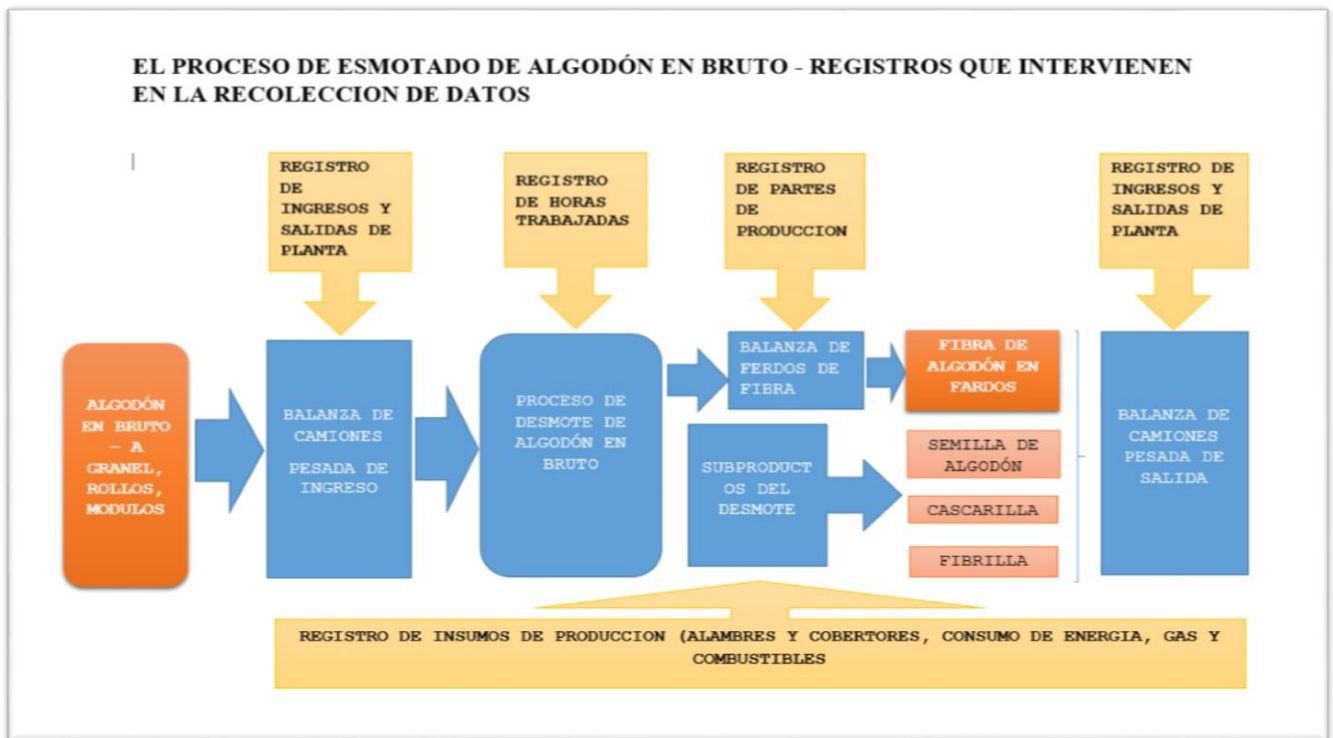 EL PROCESO DE ESMOTADO DE ALGODÓN EN BRUTO - REGISTROS QUE INTERVIENEN
EN LA RECOLECCION DE DATOS
REGISTRO
DE
INGRESOS Y
SALIDAS DE
PLANTA
REGISTRO
DE HORAS
TRABAJADAS
REGISTRO
DE PARTES
DE
PRODUCCION
REGISTRO DE
INGRESOS Y
SALIDAS DE
PLANTA
ALGODÓN
EN BRUTO
– A
GRANEL,
ROLLOS,
MODULOS
BALANZA DE
CAMIONES
PESADA DE
INGRESO
PROCESO DE
DESMOTE DE
ALGODÓN EN
BRUTO
BALANZA DE
FERDOS DE
FIBRA
SUBPRODUCT
OS DEL
DESMOTE
FIBRA DE
ALGODÓN EN
FARDOS
SEMILLA DE
ALGODÓN
CASCARILLA
FIBRILLA
BALANZA DE
CAMIONES
PESADA DE
SALIDA
REGISTRO DE INSUMOS DE PRODUCCION (ALAMBRES Y COBERTORES, CONSUMO DE ENERGIA, GAS Y
COMBUSTIBLES